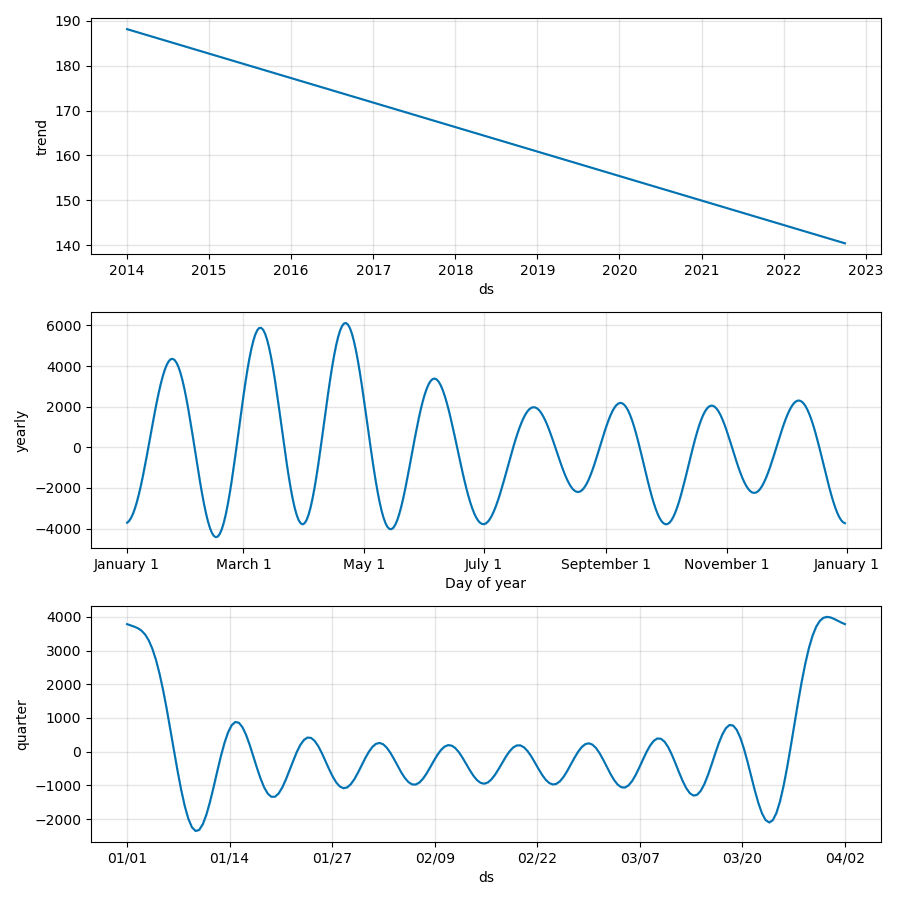 190
180
170
160
150
140
trend
2014 2015 2016 2017 2018 2019 2020 2021 2022 2023
ds
6000
4000
2000
0
−2000
−4000
yearly
January 1 March 1 May 1 July 1 September 1 November 1 January 1
Day of year
4000
3000
2000
1000
0
−1000
−2000
quarter
01/01 01/14 01/27 02/09 02/22 03/07 03/20 04/02
ds